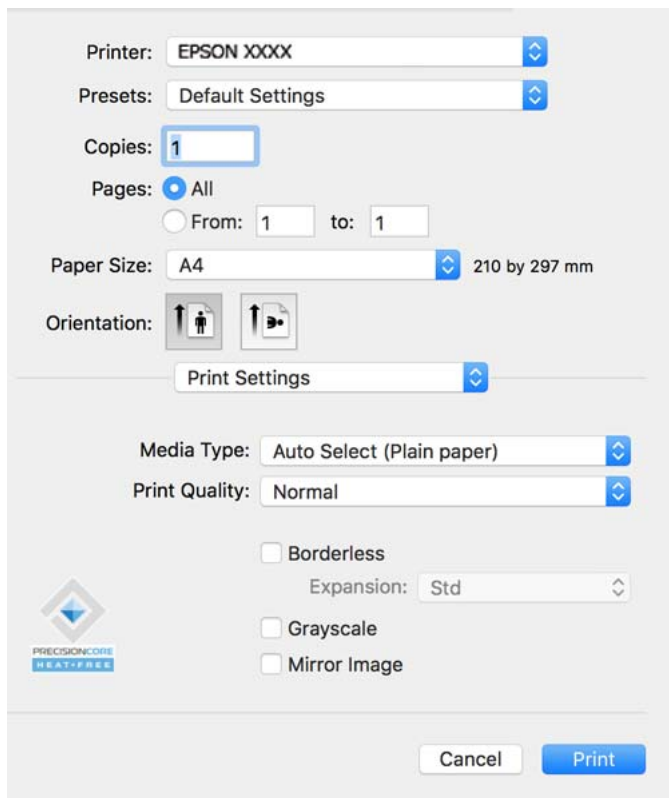 Printer: EPSON XXXX
Presets: Default Settings
Copies: 1
Pages: All
From: 1 to: 1
Paper Size: A4 210 by 297 mm
Orientation:
Print Settings
Media Type: Auto Select (Plain paper)
Print Quality: Normal
Borderless
Expansion: Std
Grayscale
Mirror Image
PRECISIONCORE
HEAT•FREE
Cancel Print